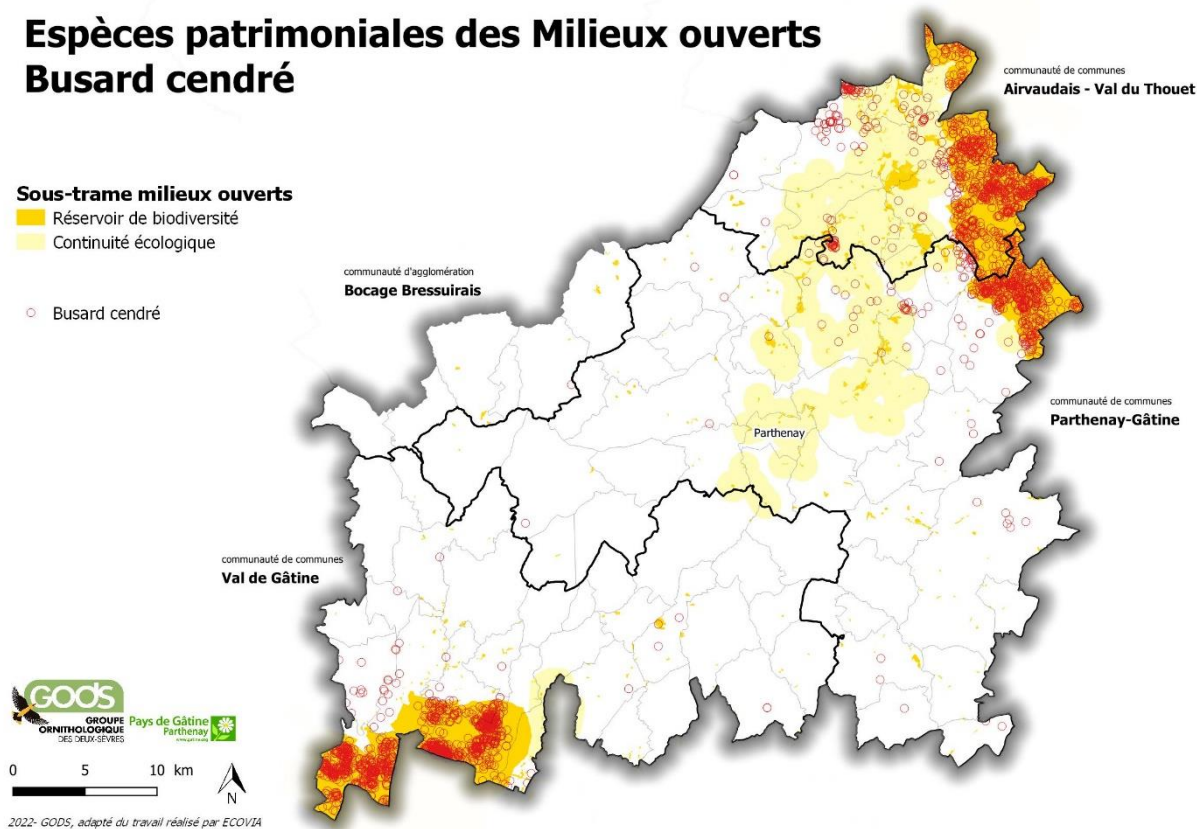 Espèces patrimoniales des Milieux ouverts
Busard cendré
communauté de communes
Airvaudais - Val du Thouet
Sous-trame milieux ouverts
Réservoir de biodiversité
Continuité écologique
communauté d'agglomération
Bocage Bressuirais
Busard cendré
communauté de communes
Parthenay-Gâtine
Parthenay
communauté de communes
Val de Gâtine
GODS
GROUPE
ORNITHOLOGIQUE
DES DEUX-SÈVRES
Pays de Gâtine
Parthenay
0 5 10 km
N
2022- GODS, adapté du travail réalisé par ECOVIA